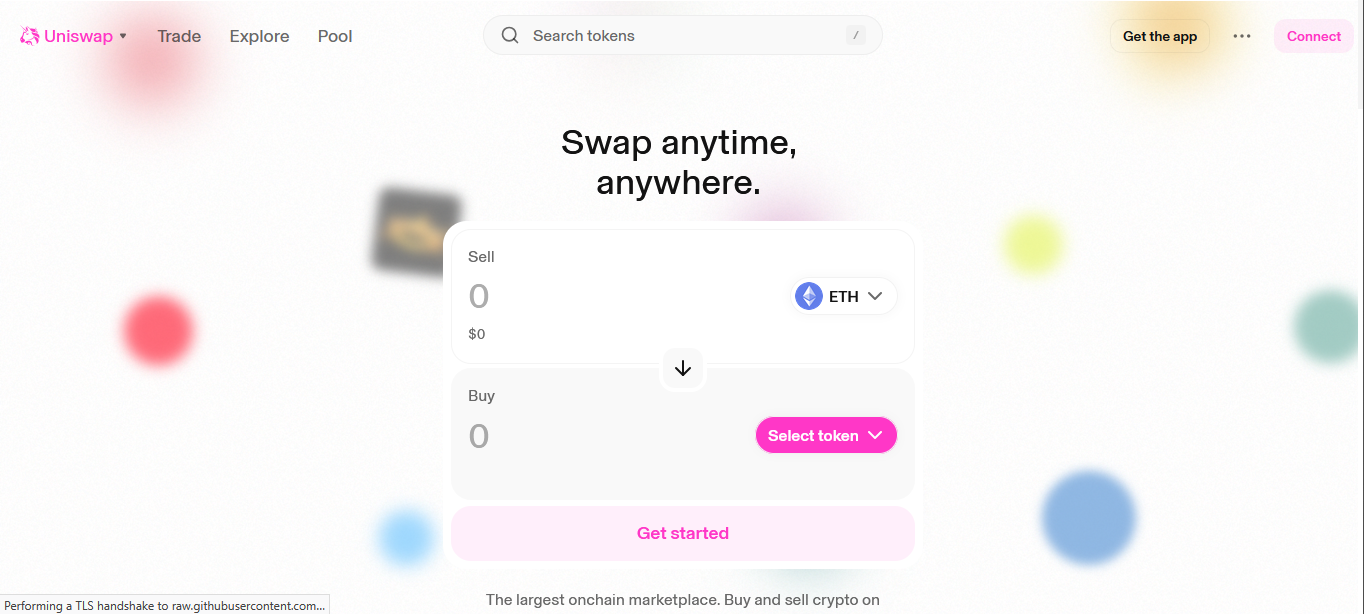 Uniswap
Trade
Explore
Pool
Search tokens
/
Get the app
Connect
Swap anytime,
anywhere.
Sell
0
ETH
$0
Buy
0
Select token
Get started
The largest onchain marketplace. Buy and sell crypto on
Performing a TLS handshake to raw.githubusercontent.com...